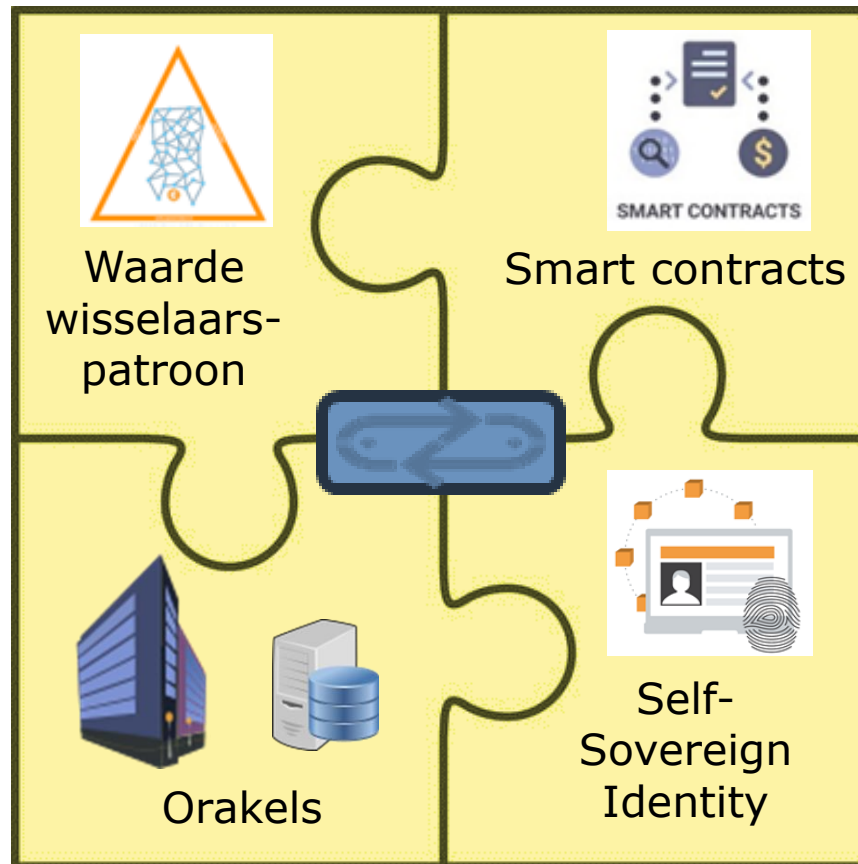 Waarde
wisselaars-
patroon
SMART CONTRACTS
Smart contracts
Orakels
Self-
Sovereign
Identity